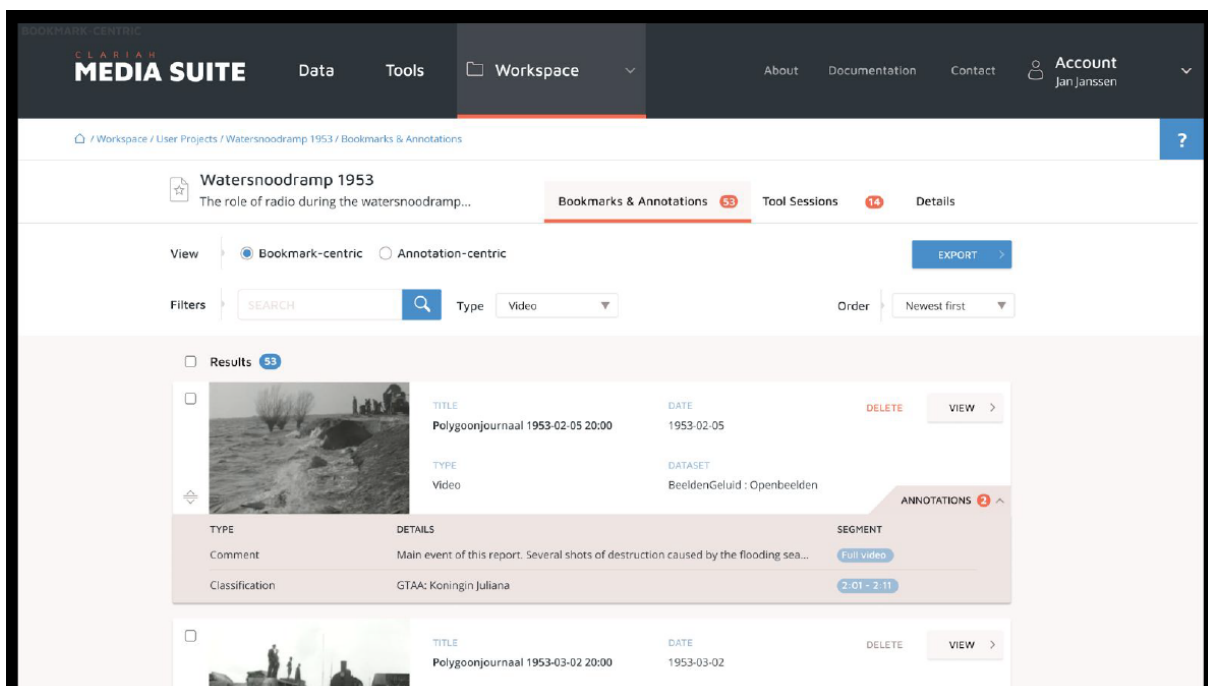 BOOKMARK-CENTRIC
CLARIAH
MEDIA SUITE
Data
Tools
Workspace
About
Documentation
Contact
Account
Jan Janssen
/ Workspace / User Projects / Watersnoodramp 1953 / Bookmarks & Annotations
?
Watersnoodramp 1953
The role of radio during the watersnoodramp...
Bookmarks & Annotations 53
Tool Sessions 14
Details
View
Bookmark-centric
Annotation-centric
EXPORT
Filters
SEARCH
Type
Video
Order
Newest first
Results 53
TITLE
Polygoonjournaal 1953-02-05 20:00
DATE
1953-02-05
DELETE
VIEW
TYPE
Video
DATASET
BeeldenGeluid : Openbeelden
ANNOTATIONS 2
TYPE DETAILS SEGMENT
Comment Main event of this report. Several shots of destruction caused by the flooding sea... Full video
Classification GTAA: Koningin Juliana 2:01 - 2:11
TITLE
Polygoonjournaal 1953-03-02 20:00
DATE
1953-03-02
DELETE
VIEW